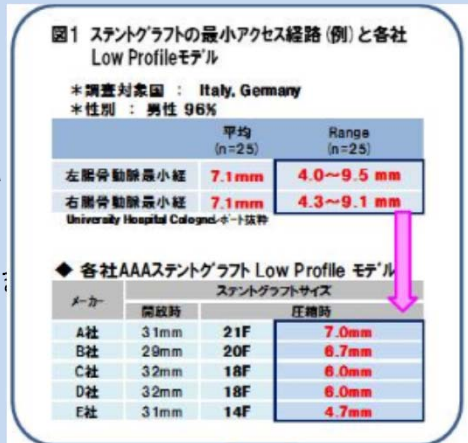 図1 ステントグラフトの最小アクセス経路(例)と各社
Low Profileモデル
*調査対象国 : Italy, Germany
*性別 : 男性 96%
平均 Range
(n=25) (n=25)
左腸骨動脈最小経 7.1mm 4.0~9.5 mm
右腸骨動脈最小経 7.1mm 4.3~9.1 mm
University Hospital Cologneレポート抜粋
◆ 各社AAAステントグラフト Low Profile モデル
メーカー ステントグラフトサイズ
開放時 圧縮時
A社 31mm 21F 7.0mm
B社 29mm 20F 6.7mm
C社 32mm 18F 6.0mm
D社 32mm 18F 6.0mm
E社 31mm 14F 4.7mm